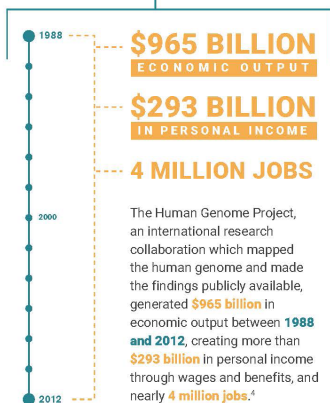 1988
$965 BILLION
ECONOMIC OUTPUT
$293 BILLION
IN PERSONAL INCOME
4 MILLION JOBS
2000
The Human Genome Project,
an international research
collaboration which mapped
the human genome and made
the findings publicly available,
generated $965 billion in
economic output between 1988
and 2012, creating more than
$293 billion in personal income
through wages and benefits, and
nearly 4 million jobs.4
2012